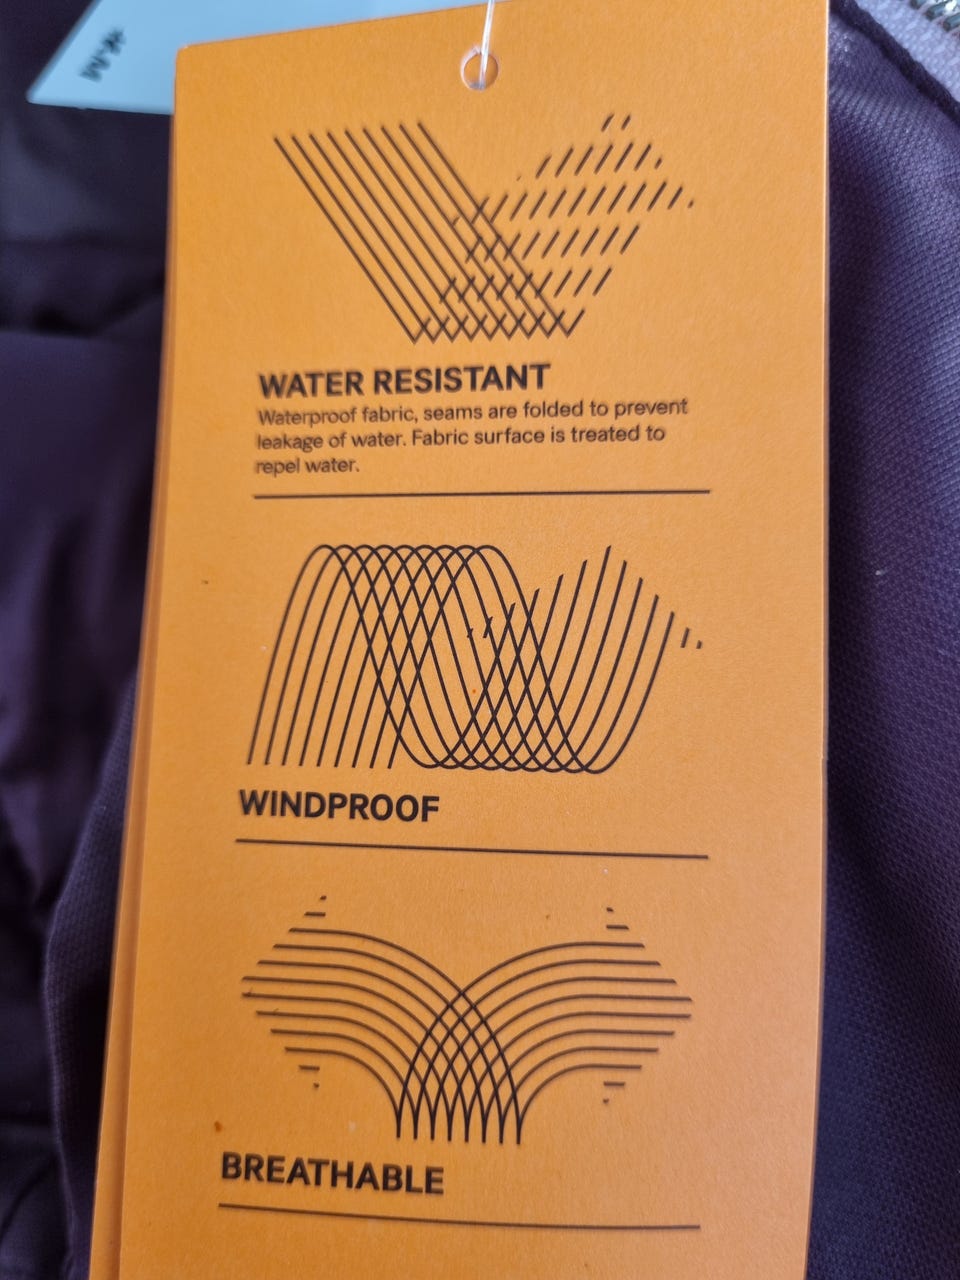 H&M
WATER RESISTANT
Waterproof fabric, seams are folded to prevent
leakage of water. Fabric surface is treated to
repel water.
WINDPROOF
BREATHABLE